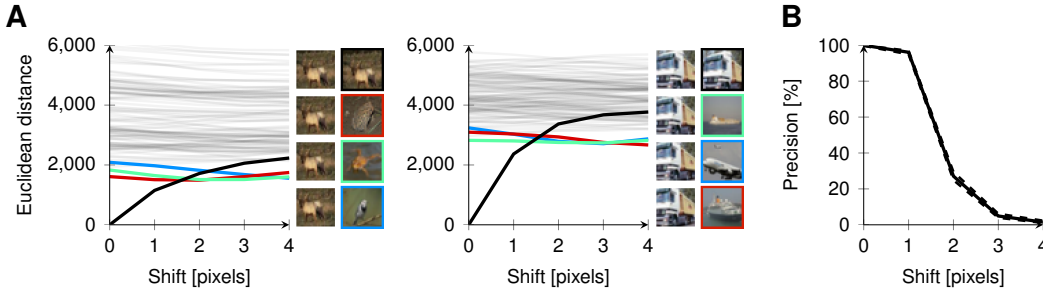 A
B
6,000
4,000
2,000
0
Euclidean distance
0 1 2 3 4
Shift [pixels]
6,000
4,000
2,000
0
0 1 2 3 4
Shift [pixels]
100
80
60
40
20
0
Precision [%]
0 1 2 3 4
Shift [pixels]